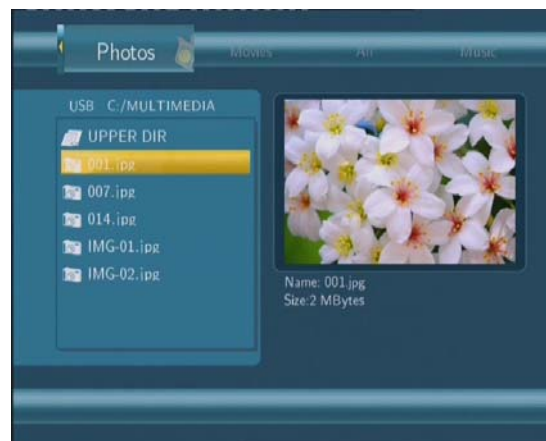 Photos
Movies
All
Music
USB C:/MULTIMEDIA
UPPER DIR
001.jpg
007.jpg
014.jpg
IMG-01.jpg
IMG-02.jpg
Name: 001.jpg
Size:2 MBytes